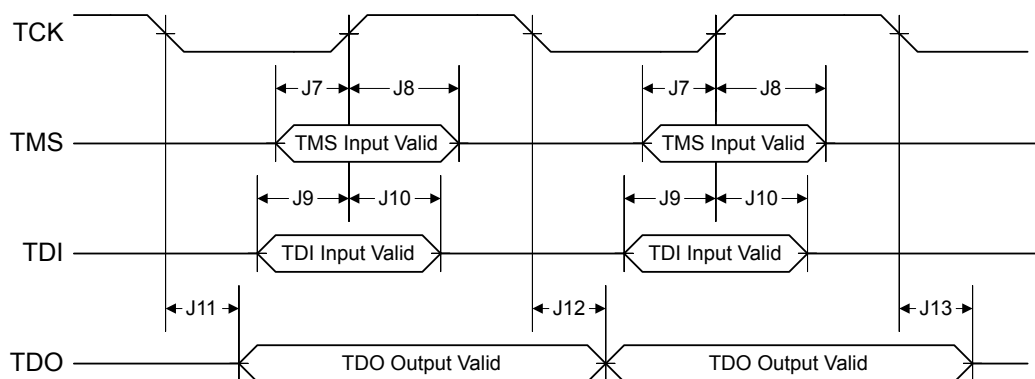 TCK
J7 J8 J7 J8
TMS TMS Input Valid TMS Input Valid
J9 J10 J9 J10
TDI TDI Input Valid TDI Input Valid
J11 J12 J13
TDO TDO Output Valid TDO Output Valid